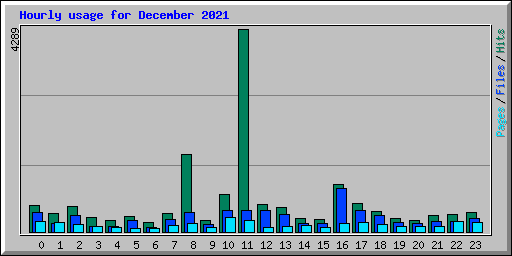 Hourly usage for December 2021
4289
Pages/Files/Hits
0 1 2 3 4 5 6 7 8 9 10 11 12 13 14 15 16 17 18 19 20 21 22 23